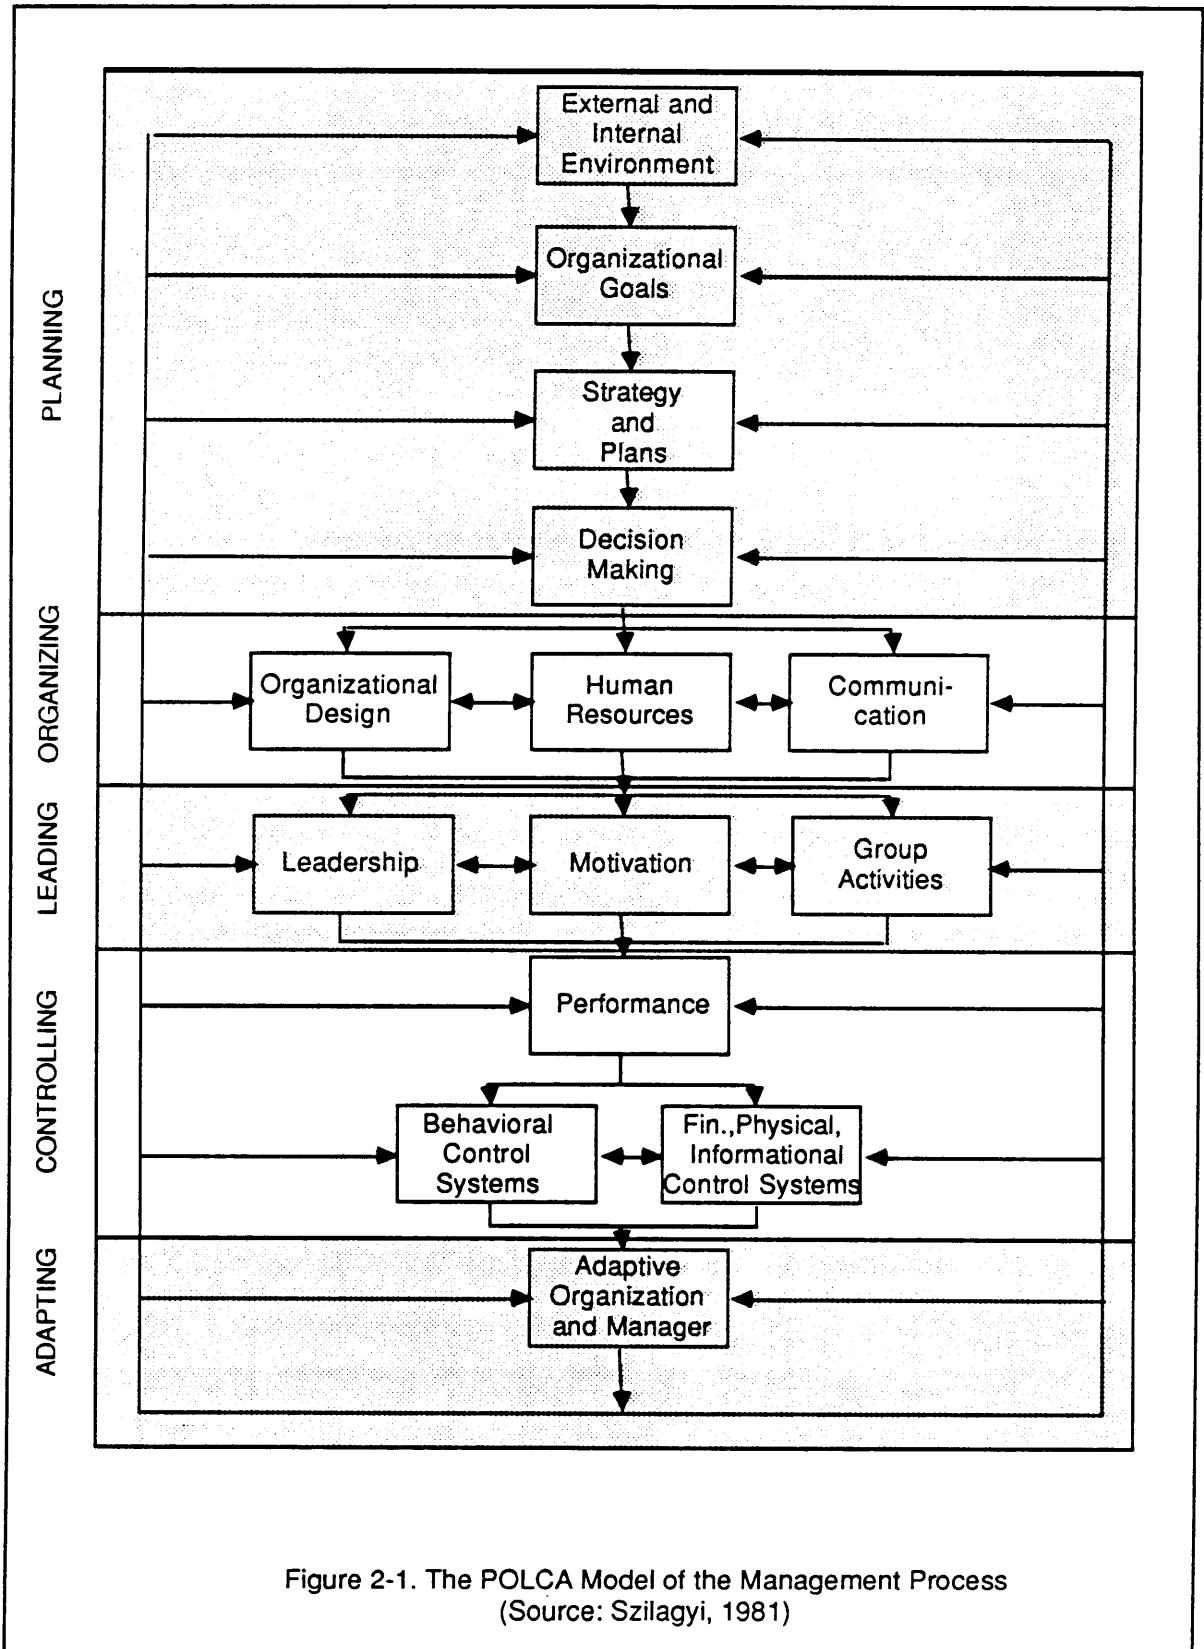 PLANNING
External and
Internal
Environment
Organizational
Goals
Strategy
and
Plans
Decision
Making
ORGANIZING
Organizational
Design
Human
Resources
Communi-
cation
LEADING
Leadership
Motivation
Group
Activities
CONTROLLING
Performance
Behavioral
Control
Systems
Fin.,Physical,
Informational
Control Systems
ADAPTING
Adaptive
Organization
and Manager
Figure 2-1. The POLCA Model of the Management Process
(Source: Szilagyi, 1981)